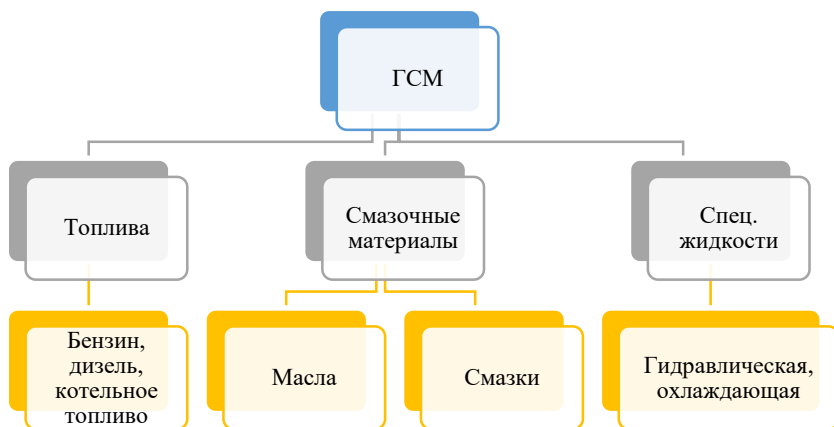 ГСМ
Топлива
Смазочные
материалы
Спец.
жидкости
Бензин,
дизель,
котельное
топливо
Масла
Смазки
Гидравлическая,
охлаждающая